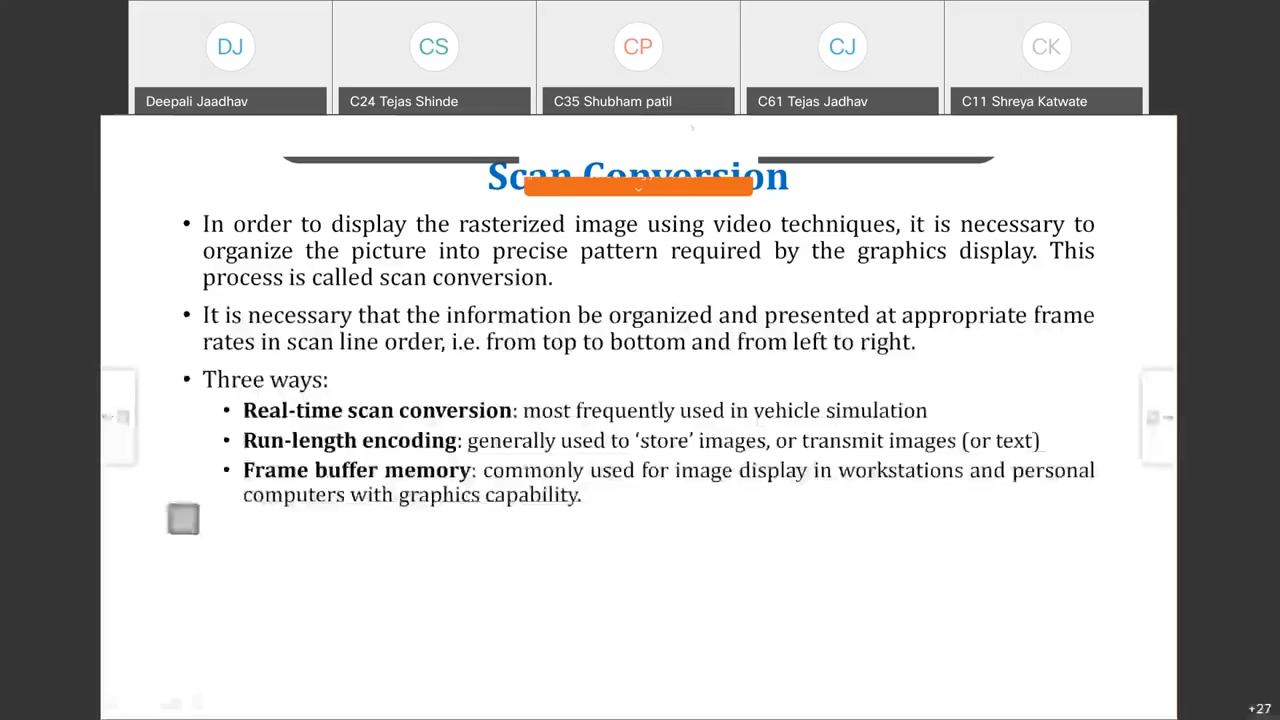 DJ
CS
CP
CJ
CK
Deepali Jaadhav
C24 Tejas Shinde
C35 Shubham patil
C61 Tejas Jadhav
C11 Shreya Katwate
Scan Conversion
• In order to display the rasterized image using video techniques, it is necessary to
organize the picture into precise pattern required by the graphics display. This
process is called scan conversion.
• It is necessary that the information be organized and presented at appropriate frame
rates in scan line order, i.e. from top to bottom and from left to right.
• Three ways:
• Real-time scan conversion: most frequently used in vehicle simulation
• Run-length encoding: generally used to ‘store’ images, or transmit images (or text)
• Frame buffer memory: commonly used for image display in workstations and personal
computers with graphics capability.
+27